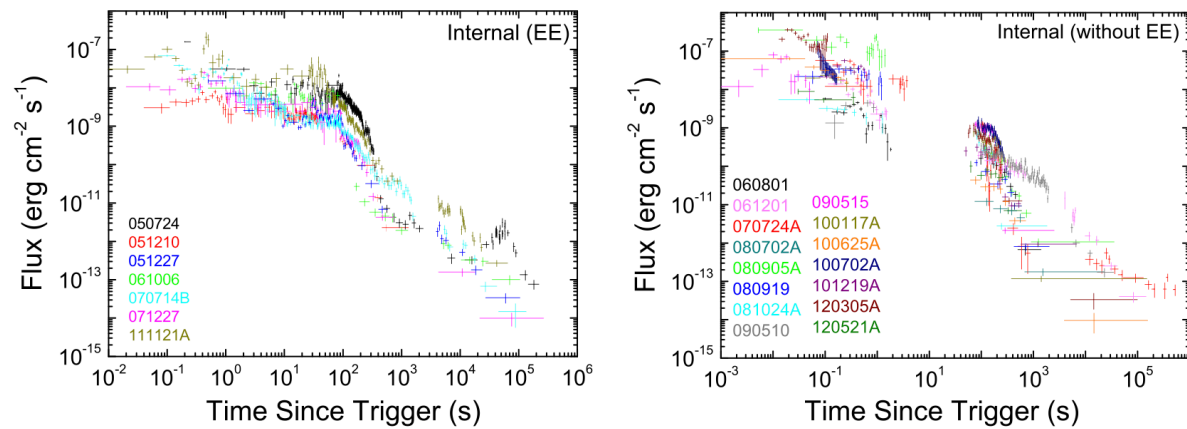 Internal (EE)
Flux (erg cm⁻² s⁻¹)
10⁻⁷
10⁻⁹
10⁻¹¹
10⁻¹³
10⁻¹⁵
050724
051210
051227
061006
070714B
071227
111121A
10⁻² 10⁻¹ 10⁰ 10¹ 10² 10³ 10⁴ 10⁵ 10⁶
Time Since Trigger (s)
Internal (without EE)
Flux (erg cm⁻² s⁻¹)
10⁻⁷
10⁻⁹
10⁻¹¹
10⁻¹³
10⁻¹⁵
060801
061201
070724A
080702A
080905A
080919
081024A
090510
090515
100117A
100625A
100702A
101219A
120305A
120521A
10⁻³ 10⁻¹ 10¹ 10³ 10⁵
Time Since Trigger (s)